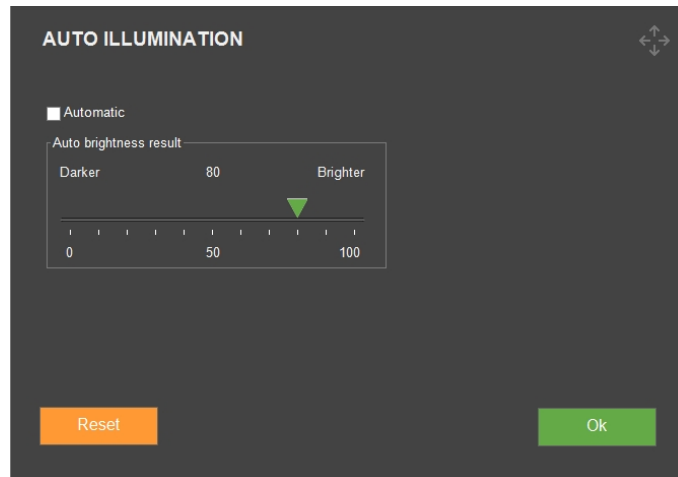 AUTO ILLUMINATION
Automatic
Auto brightness result
Darker 80 Brighter
0 50 100
Reset Ok